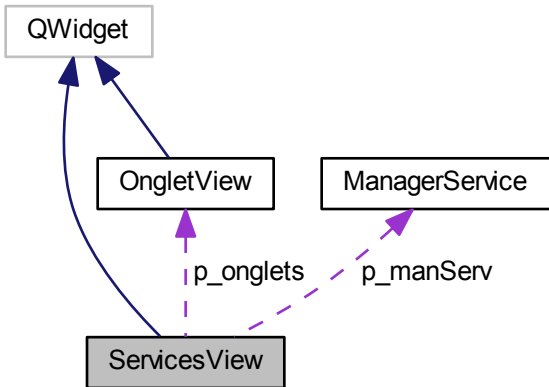 QWidget
OngletView
ManagerService
p_onglets
p_manServ
ServicesView